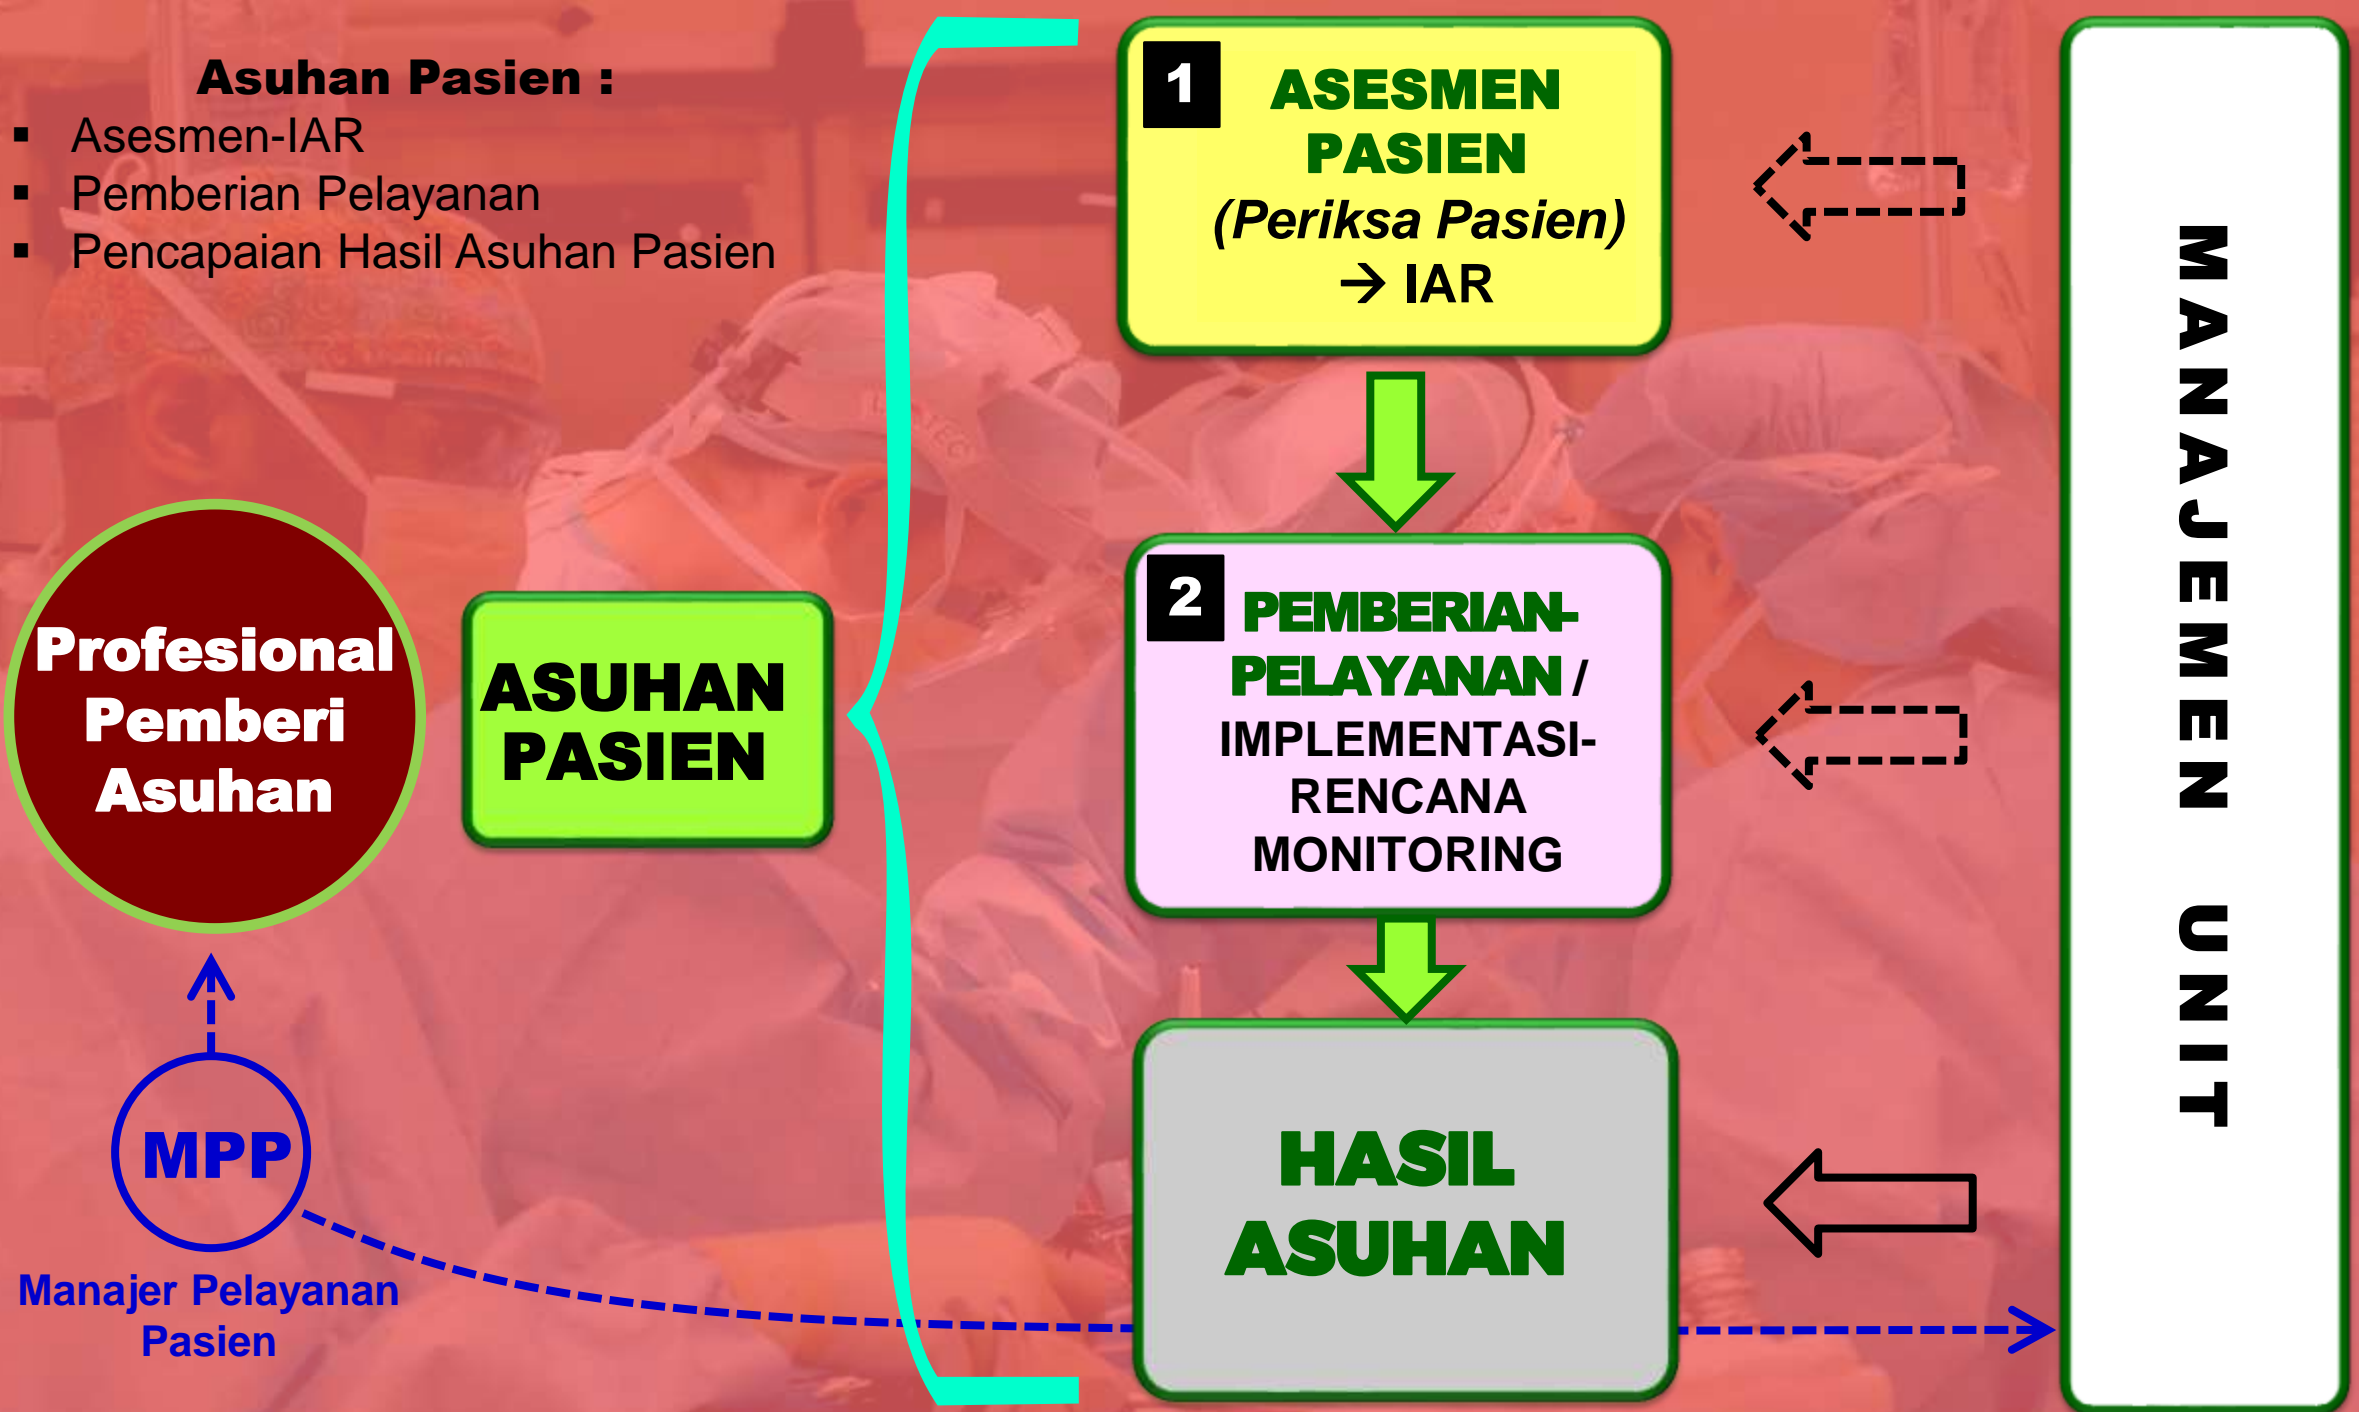 Asuhan Pasien :
▪ Asesmen-IAR
▪ Pemberian Pelayanan
▪ Pencapaian Hasil Asuhan Pasien
Profesional
Pemberi
Asuhan
MPP
Manajer Pelayanan
Pasien
ASUHAN
PASIEN
1
ASESMEN
PASIEN
(Periksa Pasien)
→ IAR
2
PEMBERIAN-
PELAYANAN /
IMPLEMENTASI-
RENCANA
MONITORING
HASIL
ASUHAN
MANAJEMEN UNIT